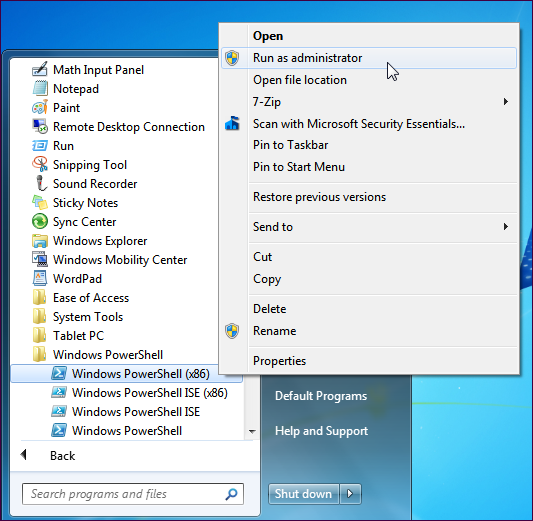 Math Input Panel
Notepad
Paint
Remote Desktop Connection
Run
Snipping Tool
Sound Recorder
Sticky Notes
Sync Center
Windows Explorer
Windows Mobility Center
WordPad
Ease of Access
System Tools
Tablet PC
Windows PowerShell
Windows PowerShell (x86)
Windows PowerShell ISE (x86)
Windows PowerShell ISE
Windows PowerShell
Back
Search programs and files
Open
Run as administrator
Open file location
7-Zip
Scan with Microsoft Security Essentials...
Pin to Taskbar
Pin to Start Menu
Restore previous versions
Send to
Cut
Copy
Delete
Rename
Properties
Default Programs
Help and Support
Shut down